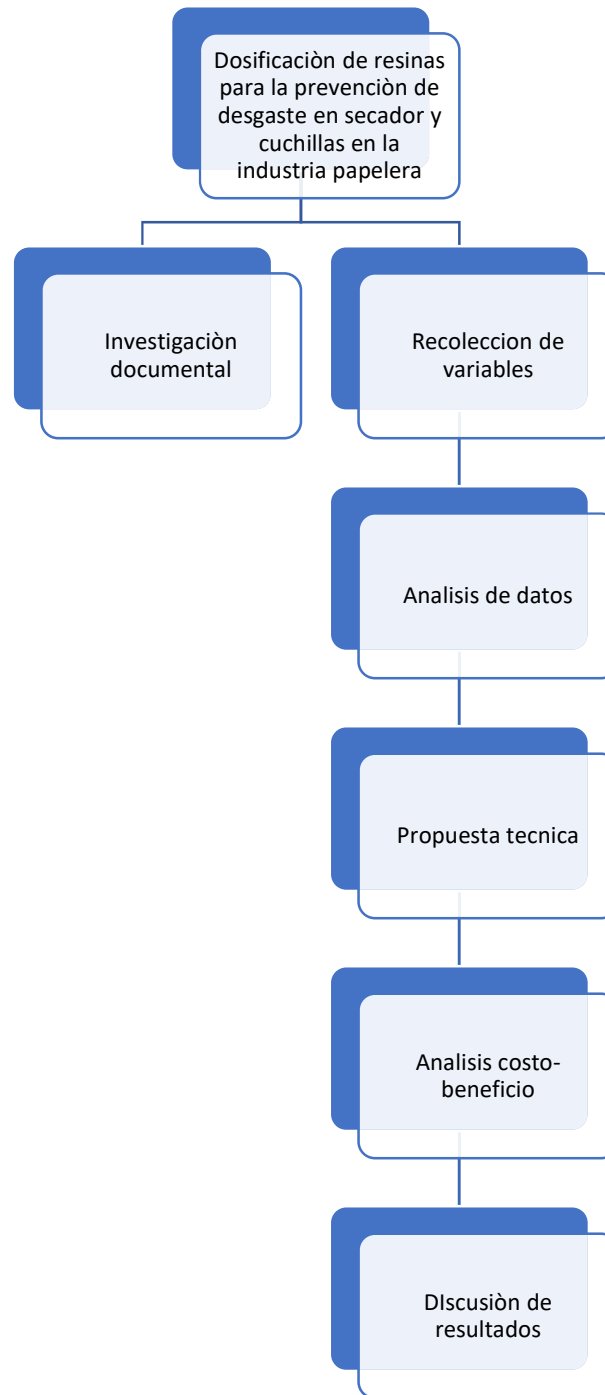 Dosificaciòn de resinas
para la prevenciòn de
desgaste en secador y
cuchillas en la
industria papelera
Investigaciòn
documental
Recoleccion de
variables
Analisis de datos
Propuesta tecnica
Analisis costo-
beneficio
DIscusiòn de
resultados